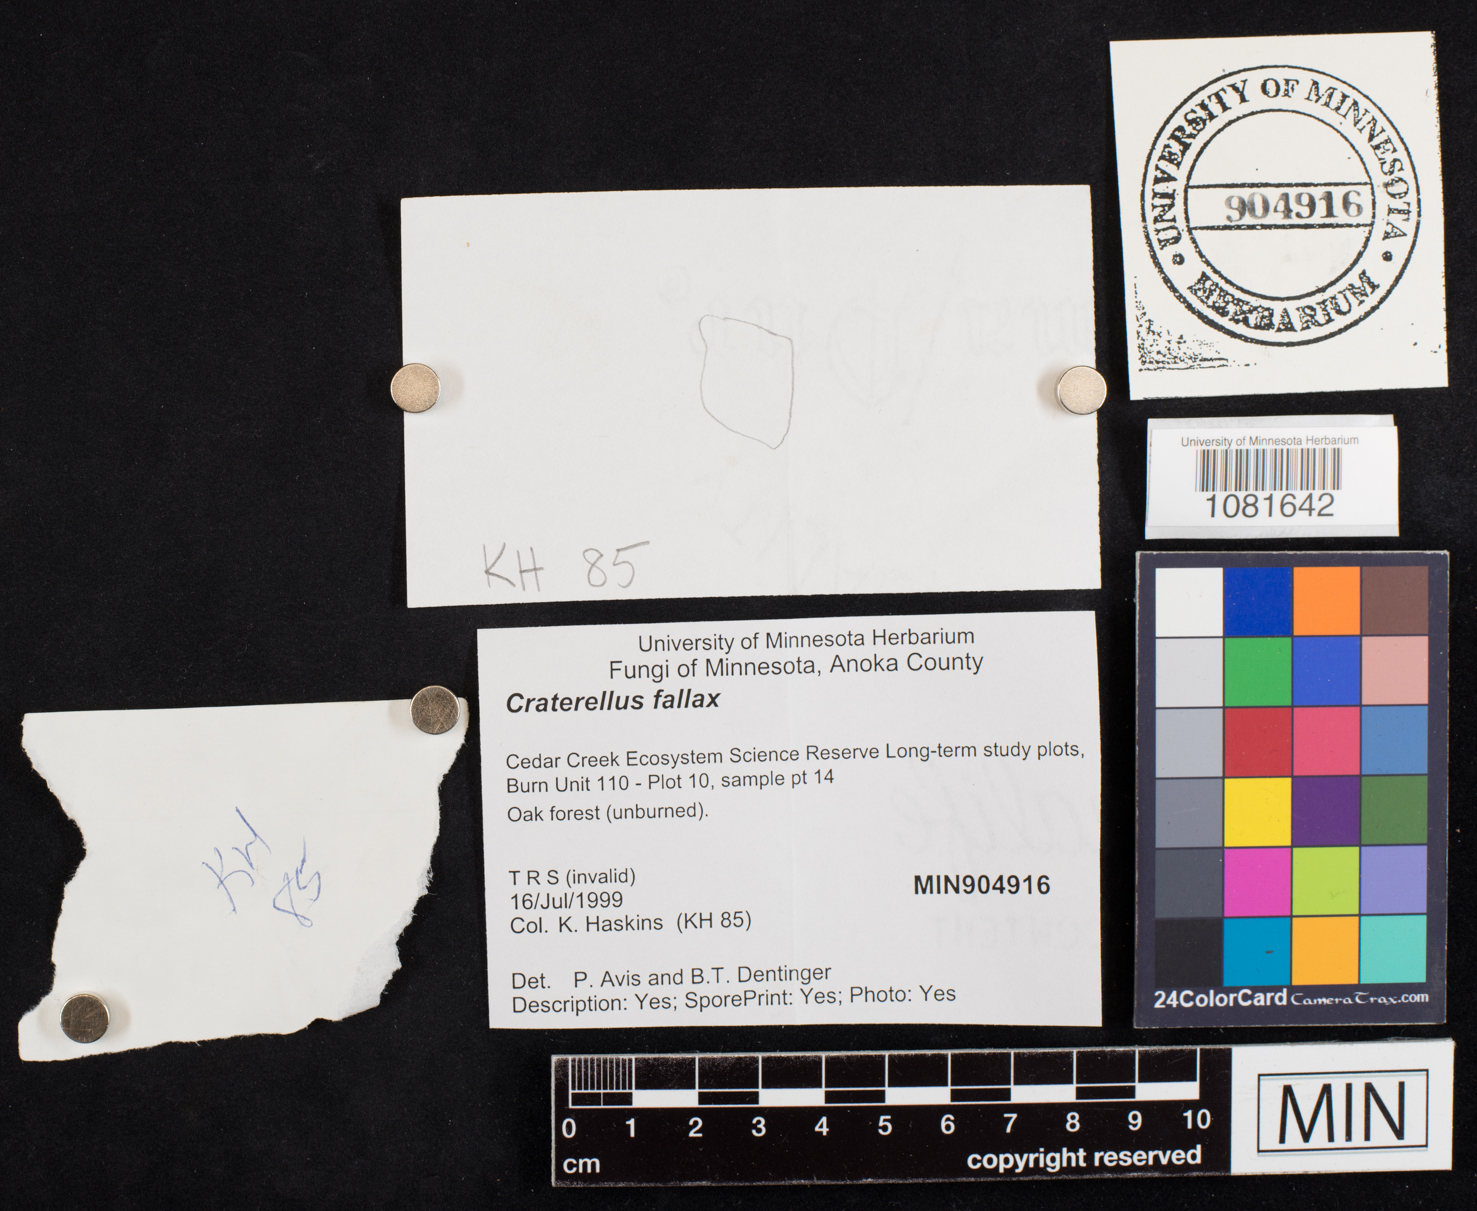 UNIVERSITY OF MINNESOTA
904916
HERBARIUM
University of Minnesota Herbarium
1081642
KH 85
University of Minnesota Herbarium
Fungi of Minnesota, Anoka County
Craterellus fallax
Cedar Creek Ecosystem Science Reserve Long-term study plots,
Burn Unit 110 - Plot 10, sample pt 14
Oak forest (unburned).
T R S (invalid)
16/Jul/1999
Col. K. Haskins (KH 85)
MIN904916
Det. P. Avis and B.T. Dentinger
Description: Yes; SporePrint: Yes; Photo: Yes
KH
85
24ColorCard CameraTrax.com
0 1 2 3 4 5 6 7 8 9 10
cm
copyright reserved
MIN